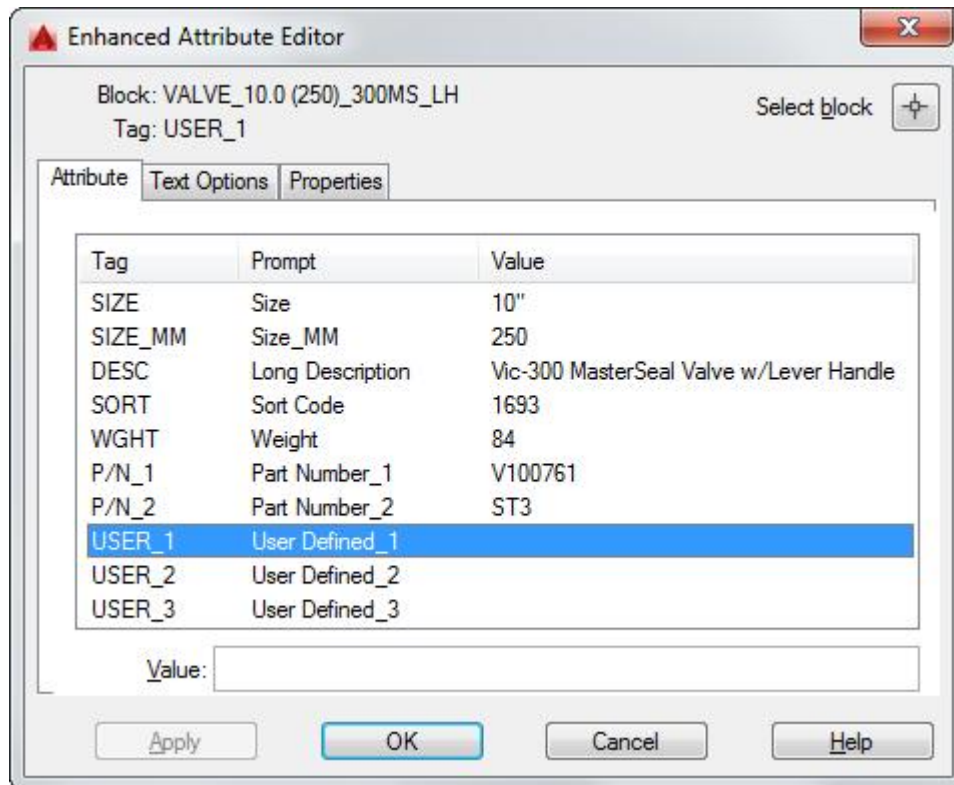 Enhanced Attribute Editor
Block: VALVE_10.0 (250)_300MS_LH
Select block
Tag: USER_1
Attribute Text Options Properties
Tag Prompt Value
SIZE Size 10"
SIZE_MM Size_MM 250
DESC Long Description Vic-300 MasterSeal Valve w/Lever Handle
SORT Sort Code 1693
WGHT Weight 84
P/N_1 Part Number_1 V100761
P/N_2 Part Number_2 ST3
USER_1 User Defined_1
USER_2 User Defined_2
USER_3 User Defined_3
Value:
Apply OK Cancel Help